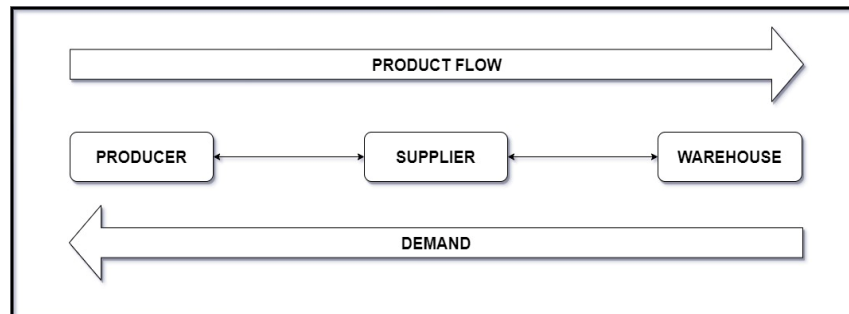 PRODUCT FLOW
PRODUCER
SUPPLIER
WAREHOUSE
DEMAND